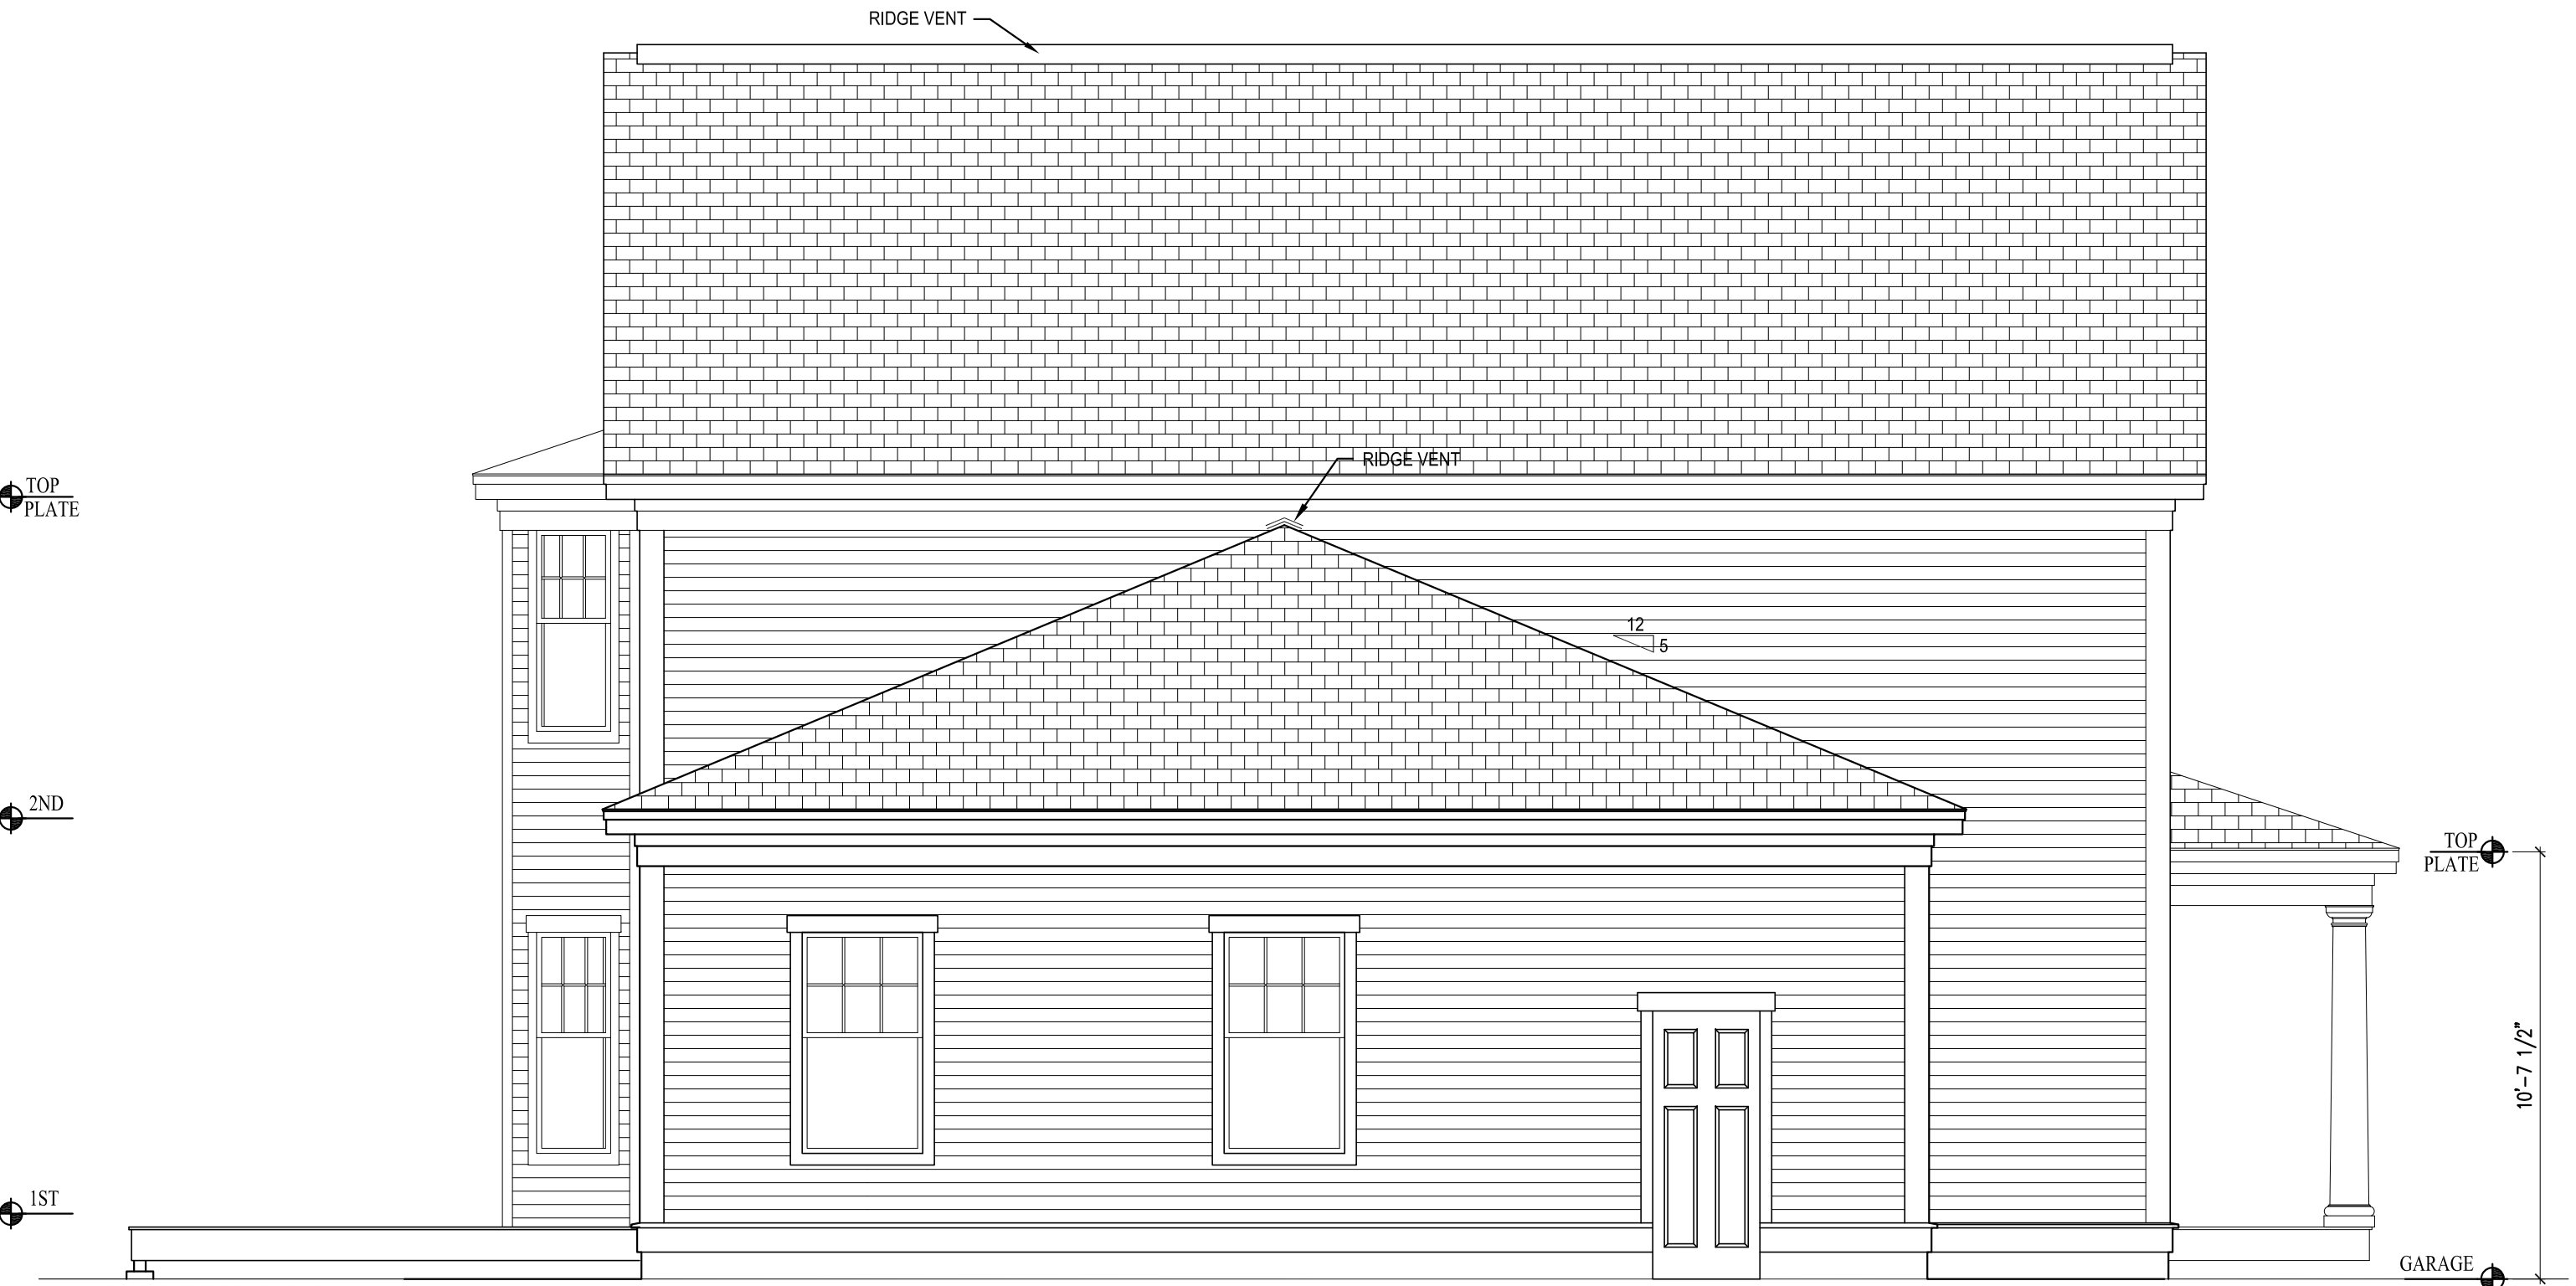 RIDGE VENT
RIDGE VENT
TOP
PLATE
12
5
2ND
TOP
PLATE
10'-7 1/2"
1ST
GARAGE